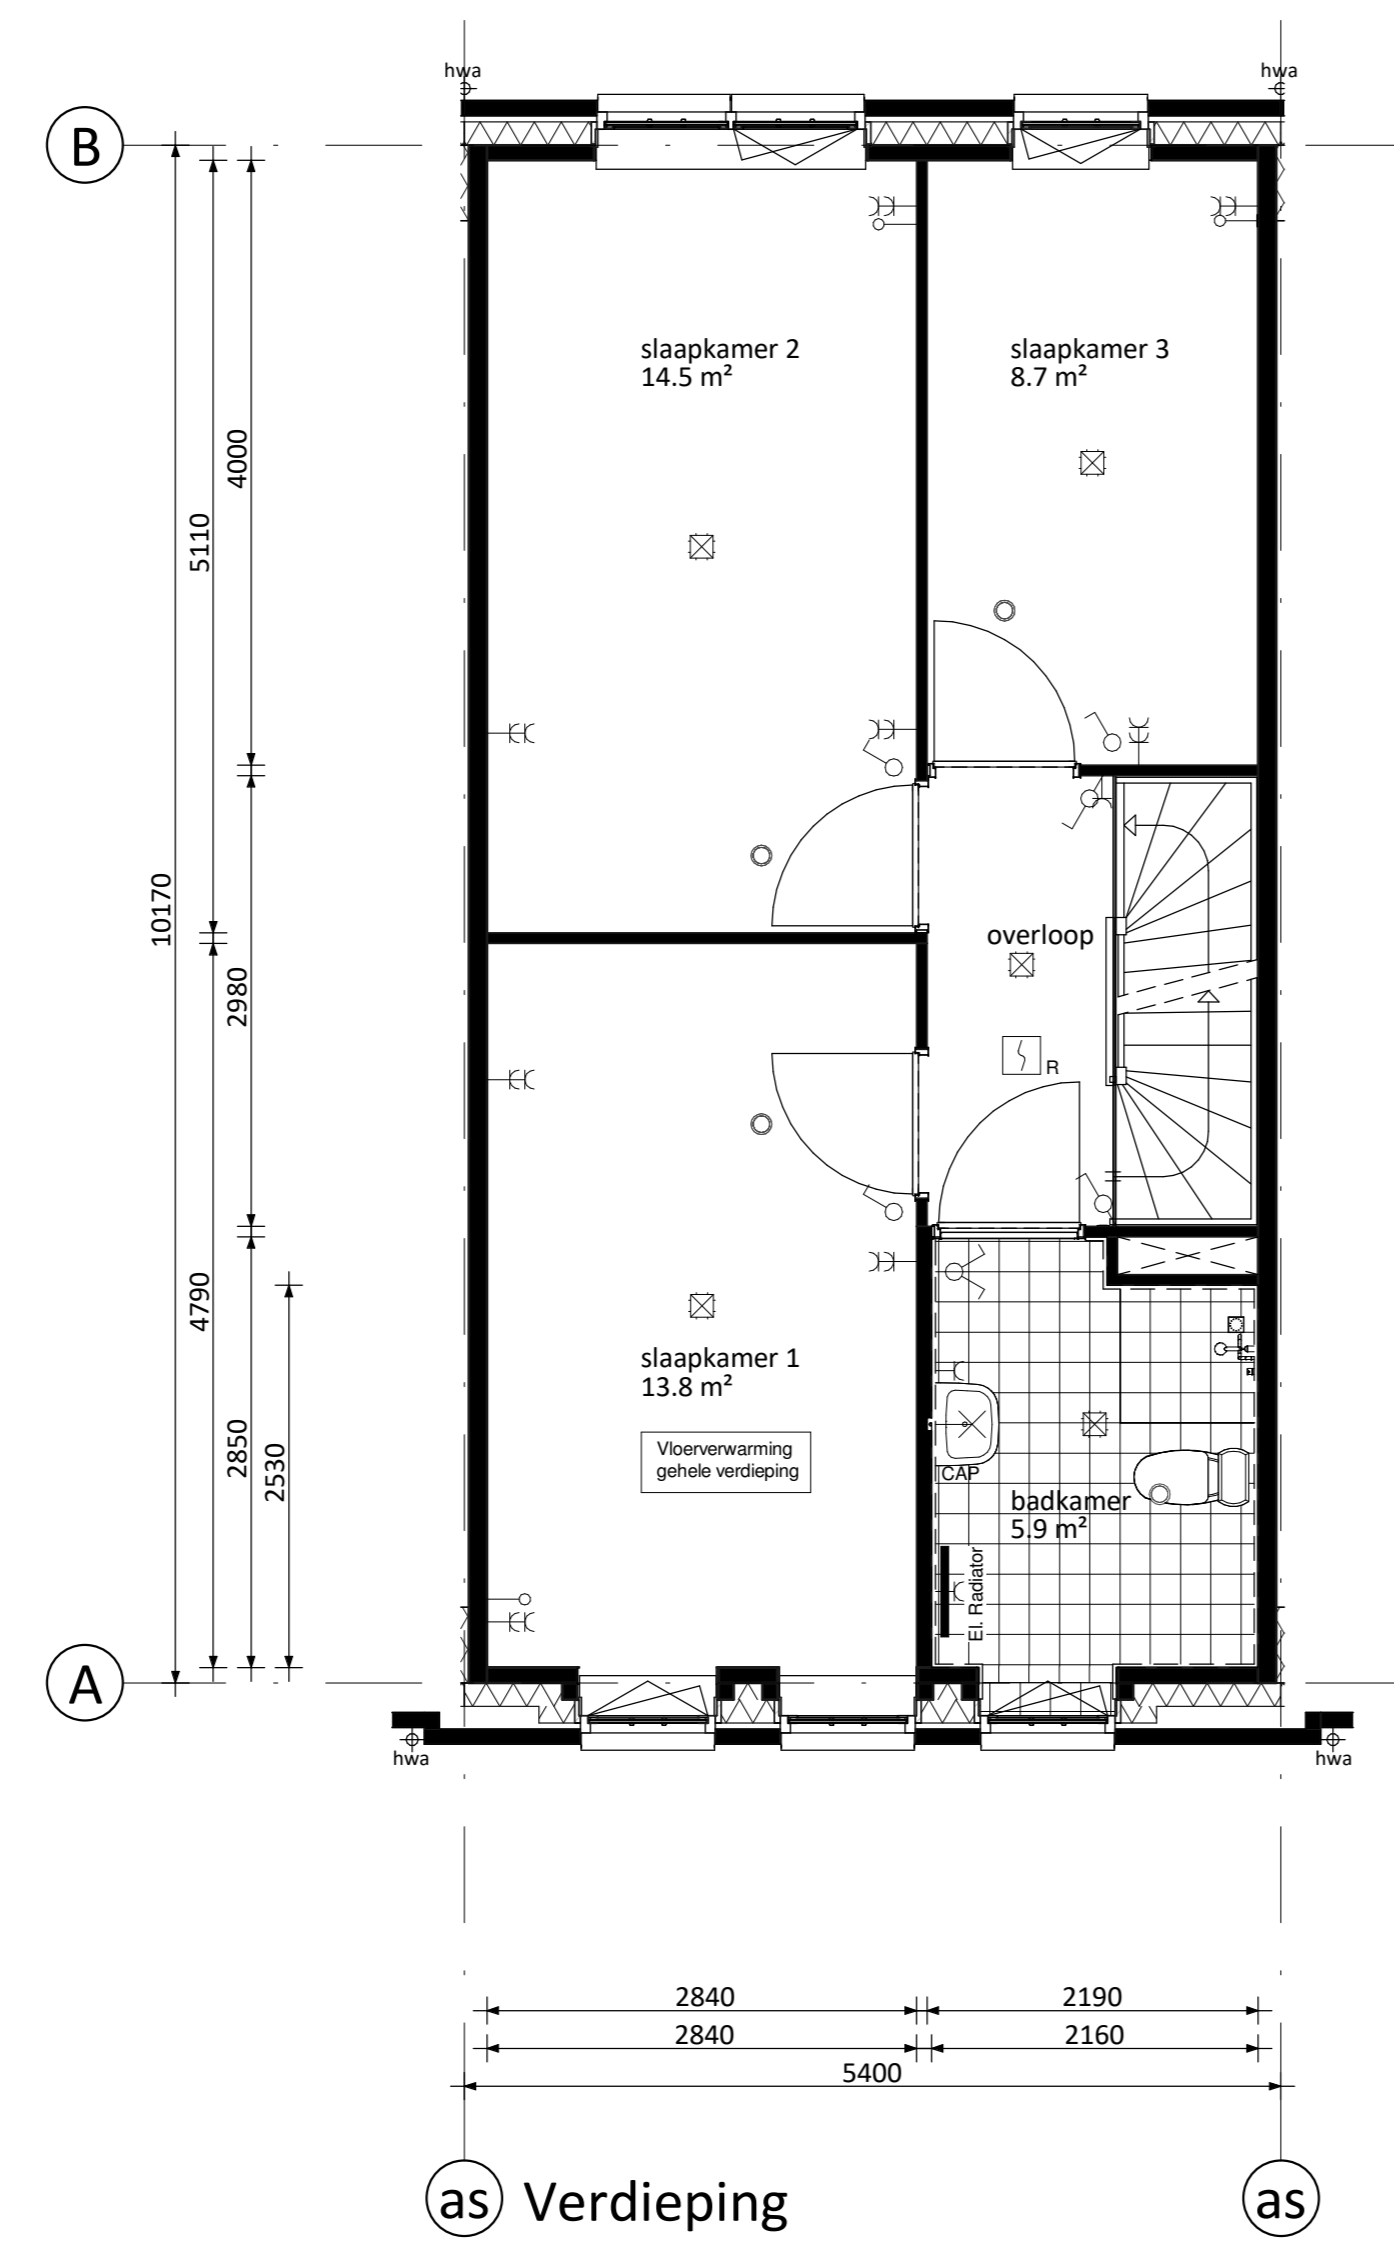 hwa
hwa
B
slaapkamer 2
14.5 m²
slaapkamer 3
8.7 m²
4000
5110
10170
overloop
2980
R
4790
slaapkamer 1
13.8 m²
Vloerverwarming
gehele verdieping
2850
2530
CAP
badkamer
5.9 m²
El. Radiator
A
hwa
hwa
2840
2190
2840
2160
5400
as
Verdieping
as